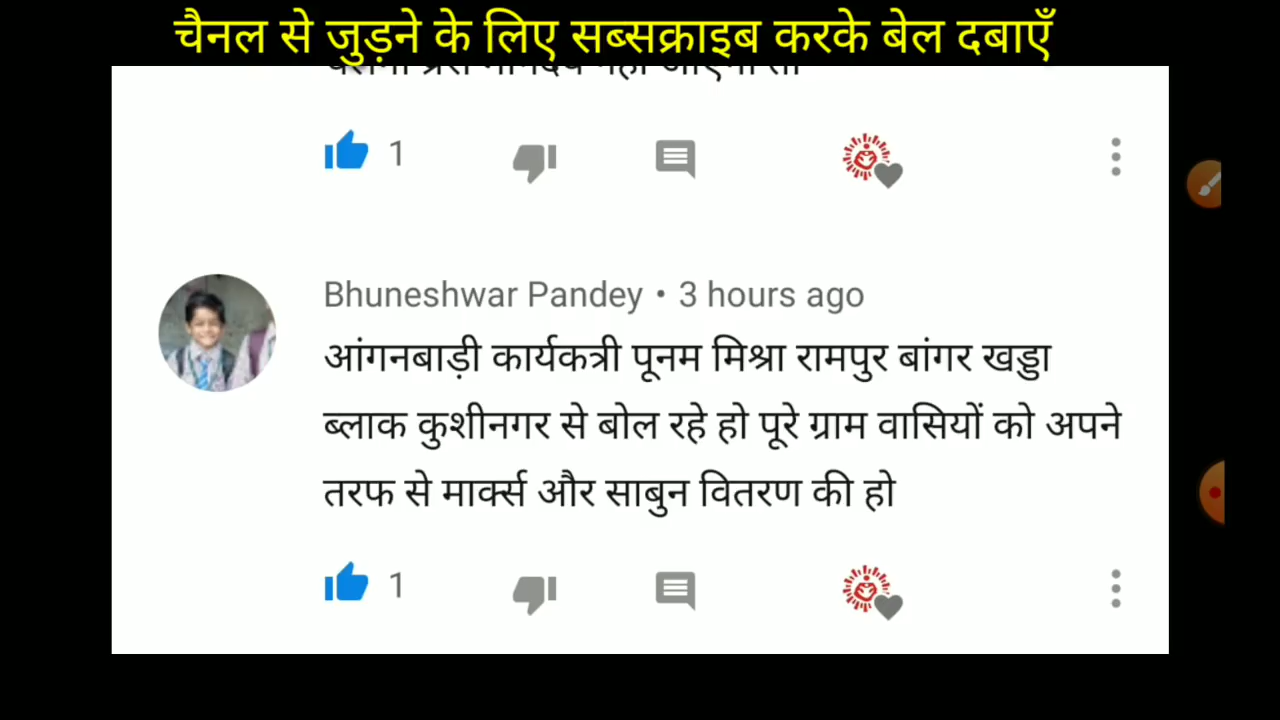 चैनल से जुड़ने के लिए सब्सक्राइब करके बेल दबाएँ
1
Bhuneshwar Pandey • 3 hours ago
आंगनबाड़ी कार्यकत्री पूनम मिश्रा रामपुर बांगर खड्डा
ब्लाक कुशीनगर से बोल रहे हो पूरे ग्राम वासियों को अपने
तरफ से मार्क्स और साबुन वितरण की हो
1